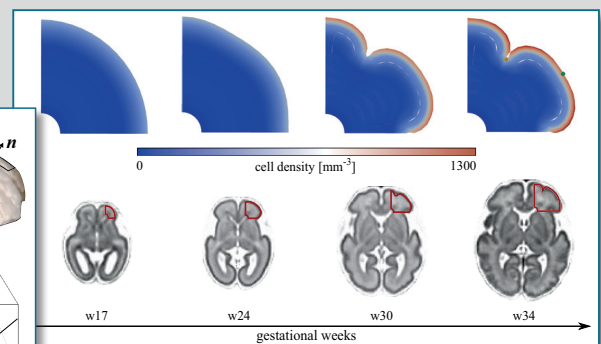 n
0
cell density [mm⁻³]
1300
w17
w24
w30
w34
gestational weeks